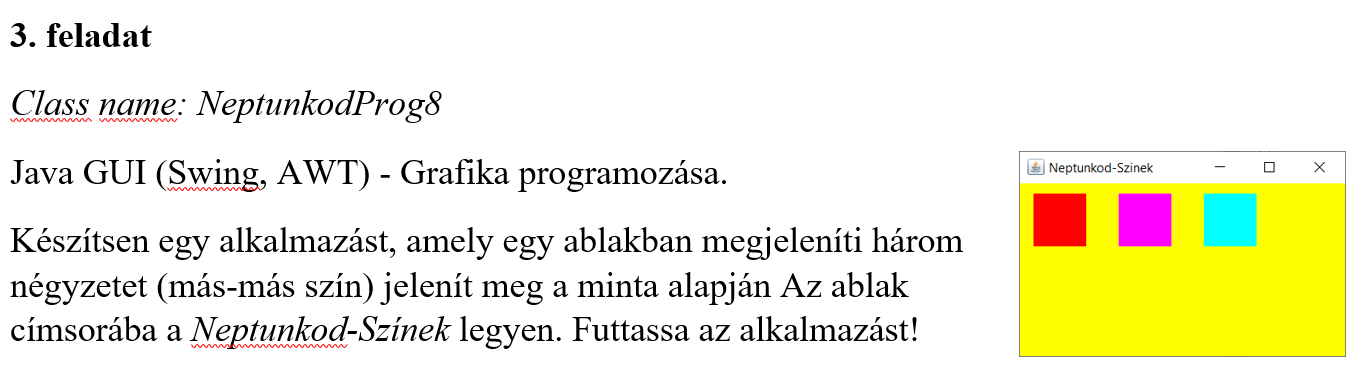 3. feladat
Class name: NeptunkodProg8
Java GUI (Swing, AWT) - Grafika programozása.
Készítsen egy alkalmazást, amely egy ablakban megjeleníti három
négyzetet (más-más szín) jelenít meg a minta alapján Az ablak
címsorába a Neptunkod-Színek legyen. Futtassa az alkalmazást!
Neptunkod-Szinek